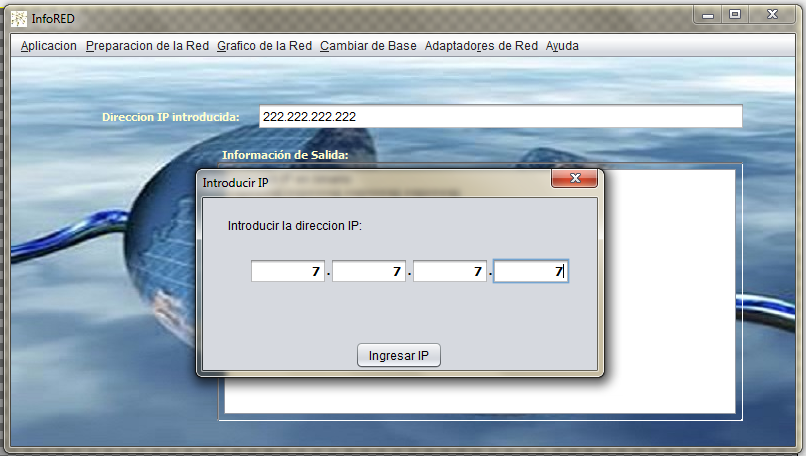 InfoRED
Aplicacion Preparacion de la Red Grafico de la Red Cambiar de Base Adaptadores de Red Ayuda
Direccion IP introducida: 222.222.222.222
Información de Salida:
Introducir IP
Introducir la direccion IP:
7 . 7 . 7 . 7
Ingresar IP